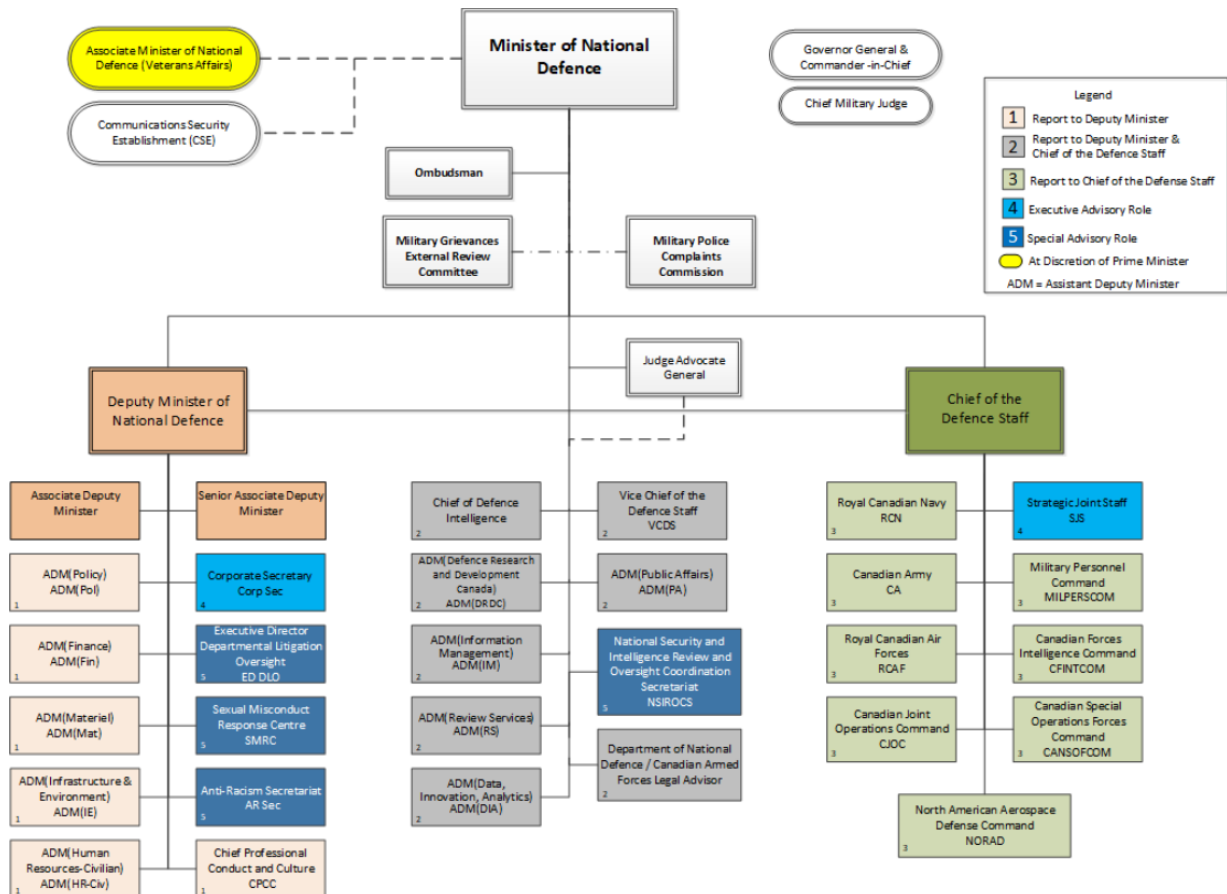 Associate Minister of National
Defence (Veterans Affairs)
Communications Security
Establishment (CSE)
Minister of National
Defence
Governor General &
Commander -in-Chief
Chief Military Judge
Legend
1 Report to Deputy Minister
2 Report to Deputy Minister &
Chief of the Defence Staff
3 Report to Chief of the Defense Staff
4 Executive Advisory Role
5 Special Advisory Role
At Discretion of Prime Minister
ADM = Assistant Deputy Minister
Ombudsman
Military Grievances
External Review
Committee
Military Police
Complaints
Commission
Judge Advocate
General
Deputy Minister of
National Defence
Chief of the
Defence Staff
Associate Deputy
Minister
Senior Associate Deputy
Minister
ADM(Policy)
ADM(Pol)
1
Corporate Secretary
Corp Sec
4
ADM(Finance)
ADM(Fin)
1
Executive Director
Departmental Litigation
Oversight
ED DLO
5
ADM(Materiel)
ADM(Mat)
1
Sexual Misconduct
Response Centre
SMRC
5
ADM(Infrastructure &
Environment)
ADM(IE)
1
Anti-Racism Secretariat
AR Sec
5
ADM(Human
Resources-Civilian)
ADM(HR-Civ)
1
Chief Professional
Conduct and Culture
CPCC
1
Chief of Defence
Intelligence
2
Vice Chief of the
Defence Staff
VCDS
2
ADM(Defence Research
and Development
Canada)
ADM(DRDC)
2
ADM(Public Affairs)
ADM(PA)
2
ADM(Information
Management)
ADM(IM)
2
National Security and
Intelligence Review and
Oversight Coordination
Secretariat
NSIROCS
5
ADM(Review Services)
ADM(RS)
2
Department of National
Defence / Canadian Armed
Forces Legal Advisor
2
ADM(Data,
Innovation, Analytics)
ADM(DIA)
2
Royal Canadian Navy
RCN
3
Strategic Joint Staff
SJS
4
Canadian Army
CA
3
Military Personnel
Command
MILPERSCOM
3
Royal Canadian Air
Forces
RCAF
3
Canadian Forces
Intelligence Command
CFINTCOM
3
Canadian Joint
Operations Command
CJOC
3
Canadian Special
Operations Forces
Command
CANSOFCOM
3
North American Aerospace
Defense Command
NORAD
3